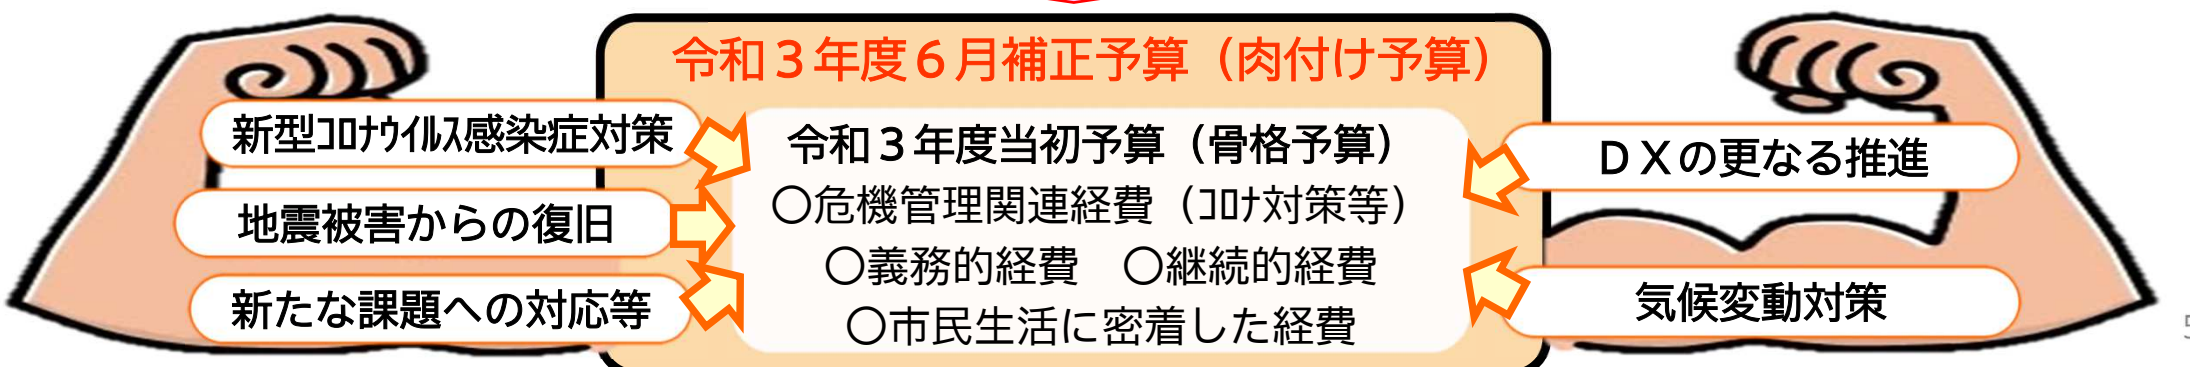 令和３年度６月補正予算（肉付け予算）
新型ｺﾛﾅｳｲﾙｽ感染症対策
地震被害からの復旧
新たな課題への対応等
令和３年度当初予算（骨格予算）
〇危機管理関連経費（ｺﾛﾅ対策等）
〇義務的経費　〇継続的経費
〇市民生活に密着した経費
ＤＸの更なる推進
気候変動対策